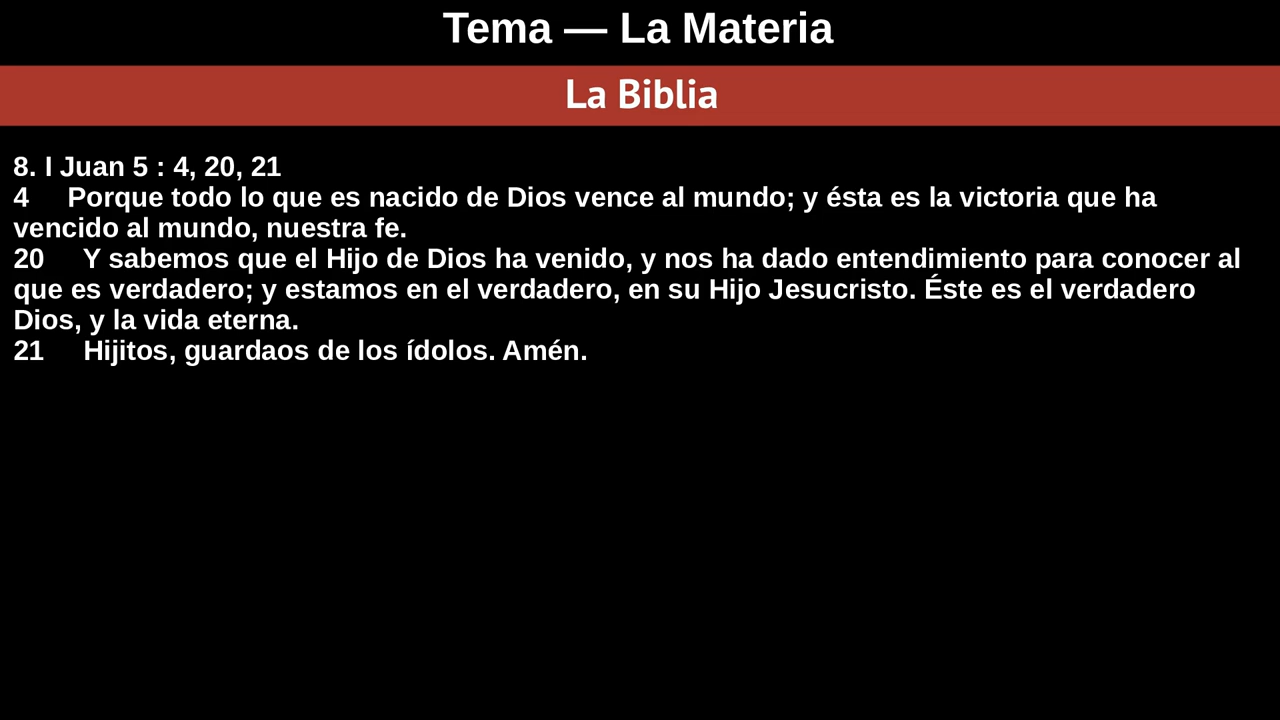 Tema — La Materia
La Biblia
8. I Juan 5 : 4, 20, 21
4 Porque todo lo que es nacido de Dios vence al mundo; y ésta es la victoria que ha
vencido al mundo, nuestra fe.
20 Y sabemos que el Hijo de Dios ha venido, y nos ha dado entendimiento para conocer al
que es verdadero; y estamos en el verdadero, en su Hijo Jesucristo. Éste es el verdadero
Dios, y la vida eterna.
21 Hijitos, guardaos de los ídolos. Amén.